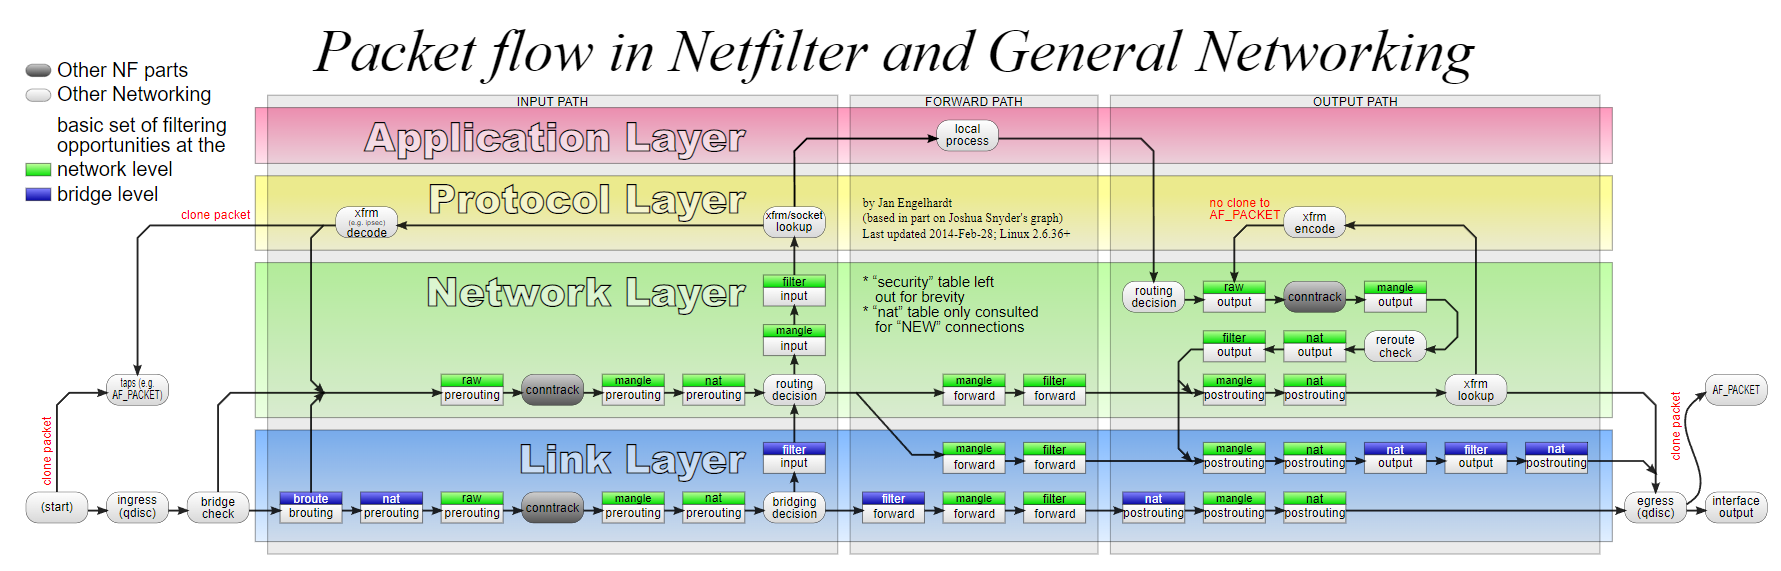 Packet flow in Netfilter and General Networking
Other NF parts
Other Networking
basic set of filtering
opportunities at the
network level
bridge level
INPUT PATH
FORWARD PATH
OUTPUT PATH
Application Layer
local
process
Protocol Layer
clone packet
xfrm
(e.g. ipsec)
decode
xfrm/socket
lookup
by Jan Engelhardt
(based in part on Joshua Snyder's graph)
Last updated 2014-Feb-28; Linux 2.6.36+
no clone to
AF_PACKET
xfrm
encode
Network Layer
filter
input
mangle
input
* “security” table left
out for brevity
* “nat” table only consulted
for “NEW” connections
routing
decision
raw
output
conntrack
mangle
output
filter
output
nat
output
reroute
check
taps (e.g.
AF_PACKET)
raw
prerouting
conntrack
mangle
prerouting
nat
prerouting
routing
decision
mangle
forward
filter
forward
mangle
postrouting
nat
postrouting
xfrm
lookup
AF_PACKET
clone packet
clone packet
Link Layer
filter
input
mangle
forward
filter
forward
mangle
postrouting
nat
postrouting
nat
output
filter
output
nat
postrouting
(start)
ingress
(qdisc)
bridge
check
broute
brouting
nat
prerouting
raw
prerouting
conntrack
mangle
prerouting
nat
prerouting
bridging
decision
filter
forward
mangle
forward
filter
forward
nat
postrouting
mangle
postrouting
nat
postrouting
egress
(qdisc)
interface
output